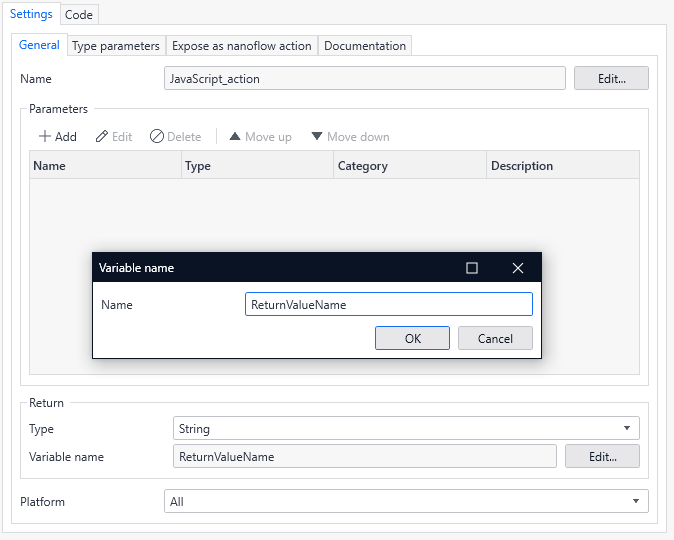 Settings Code
General Type parameters Expose as nanoflow action Documentation
Name JavaScript_action Edit...
Parameters
Add Edit Delete Move up Move down
Name Type Category Description
Variable name
Name ReturnValueName
OK Cancel
Return
Type String
Variable name ReturnValueName Edit...
Platform All